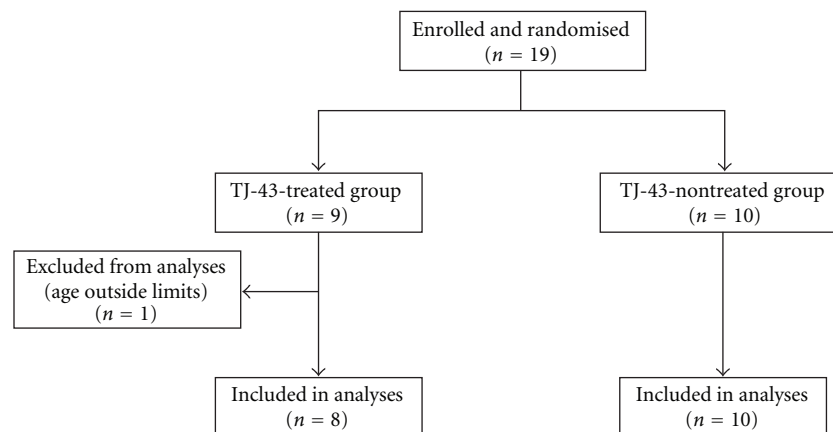 Enrolled and randomised
(n = 19)
TJ-43-treated group
(n = 9)
TJ-43-nontreated group
(n = 10)
Excluded from analyses
(age outside limits)
(n = 1)
Included in analyses
(n = 8)
Included in analyses
(n = 10)